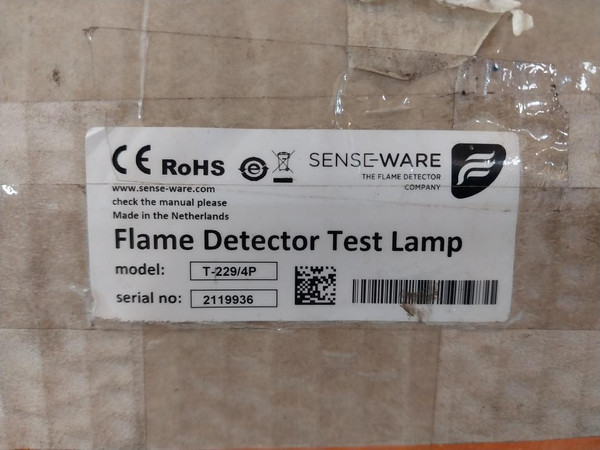 CE RoHS
SENSE-WARE
THE FLAME DETECTOR
COMPANY
www.sense-ware.com
check the manual please
Made in the Netherlands
Flame Detector Test Lamp
model: T-229/4P
serial no: 2119936